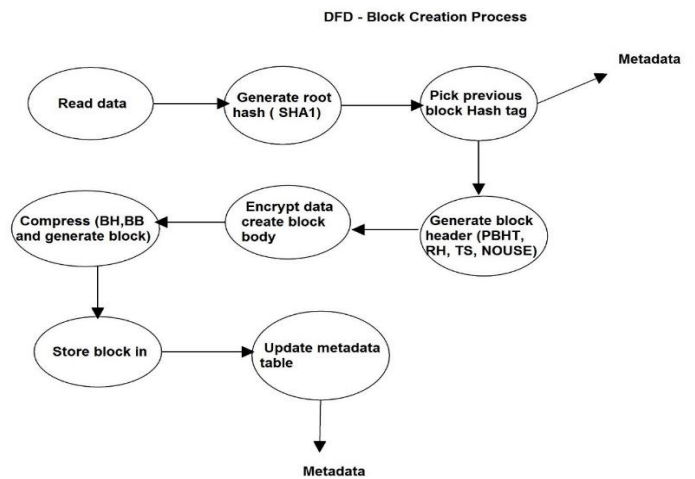 DFD - Block Creation Process
Metadata
Read data
Generate root
hash ( SHA1)
Pick previous
block Hash tag
Compress (BH,BB
and generate block)
Encrypt data
create block
body
Generate block
header (PBHT,
RH, TS, NOUSE)
Store block in
Update metadata
table
Metadata